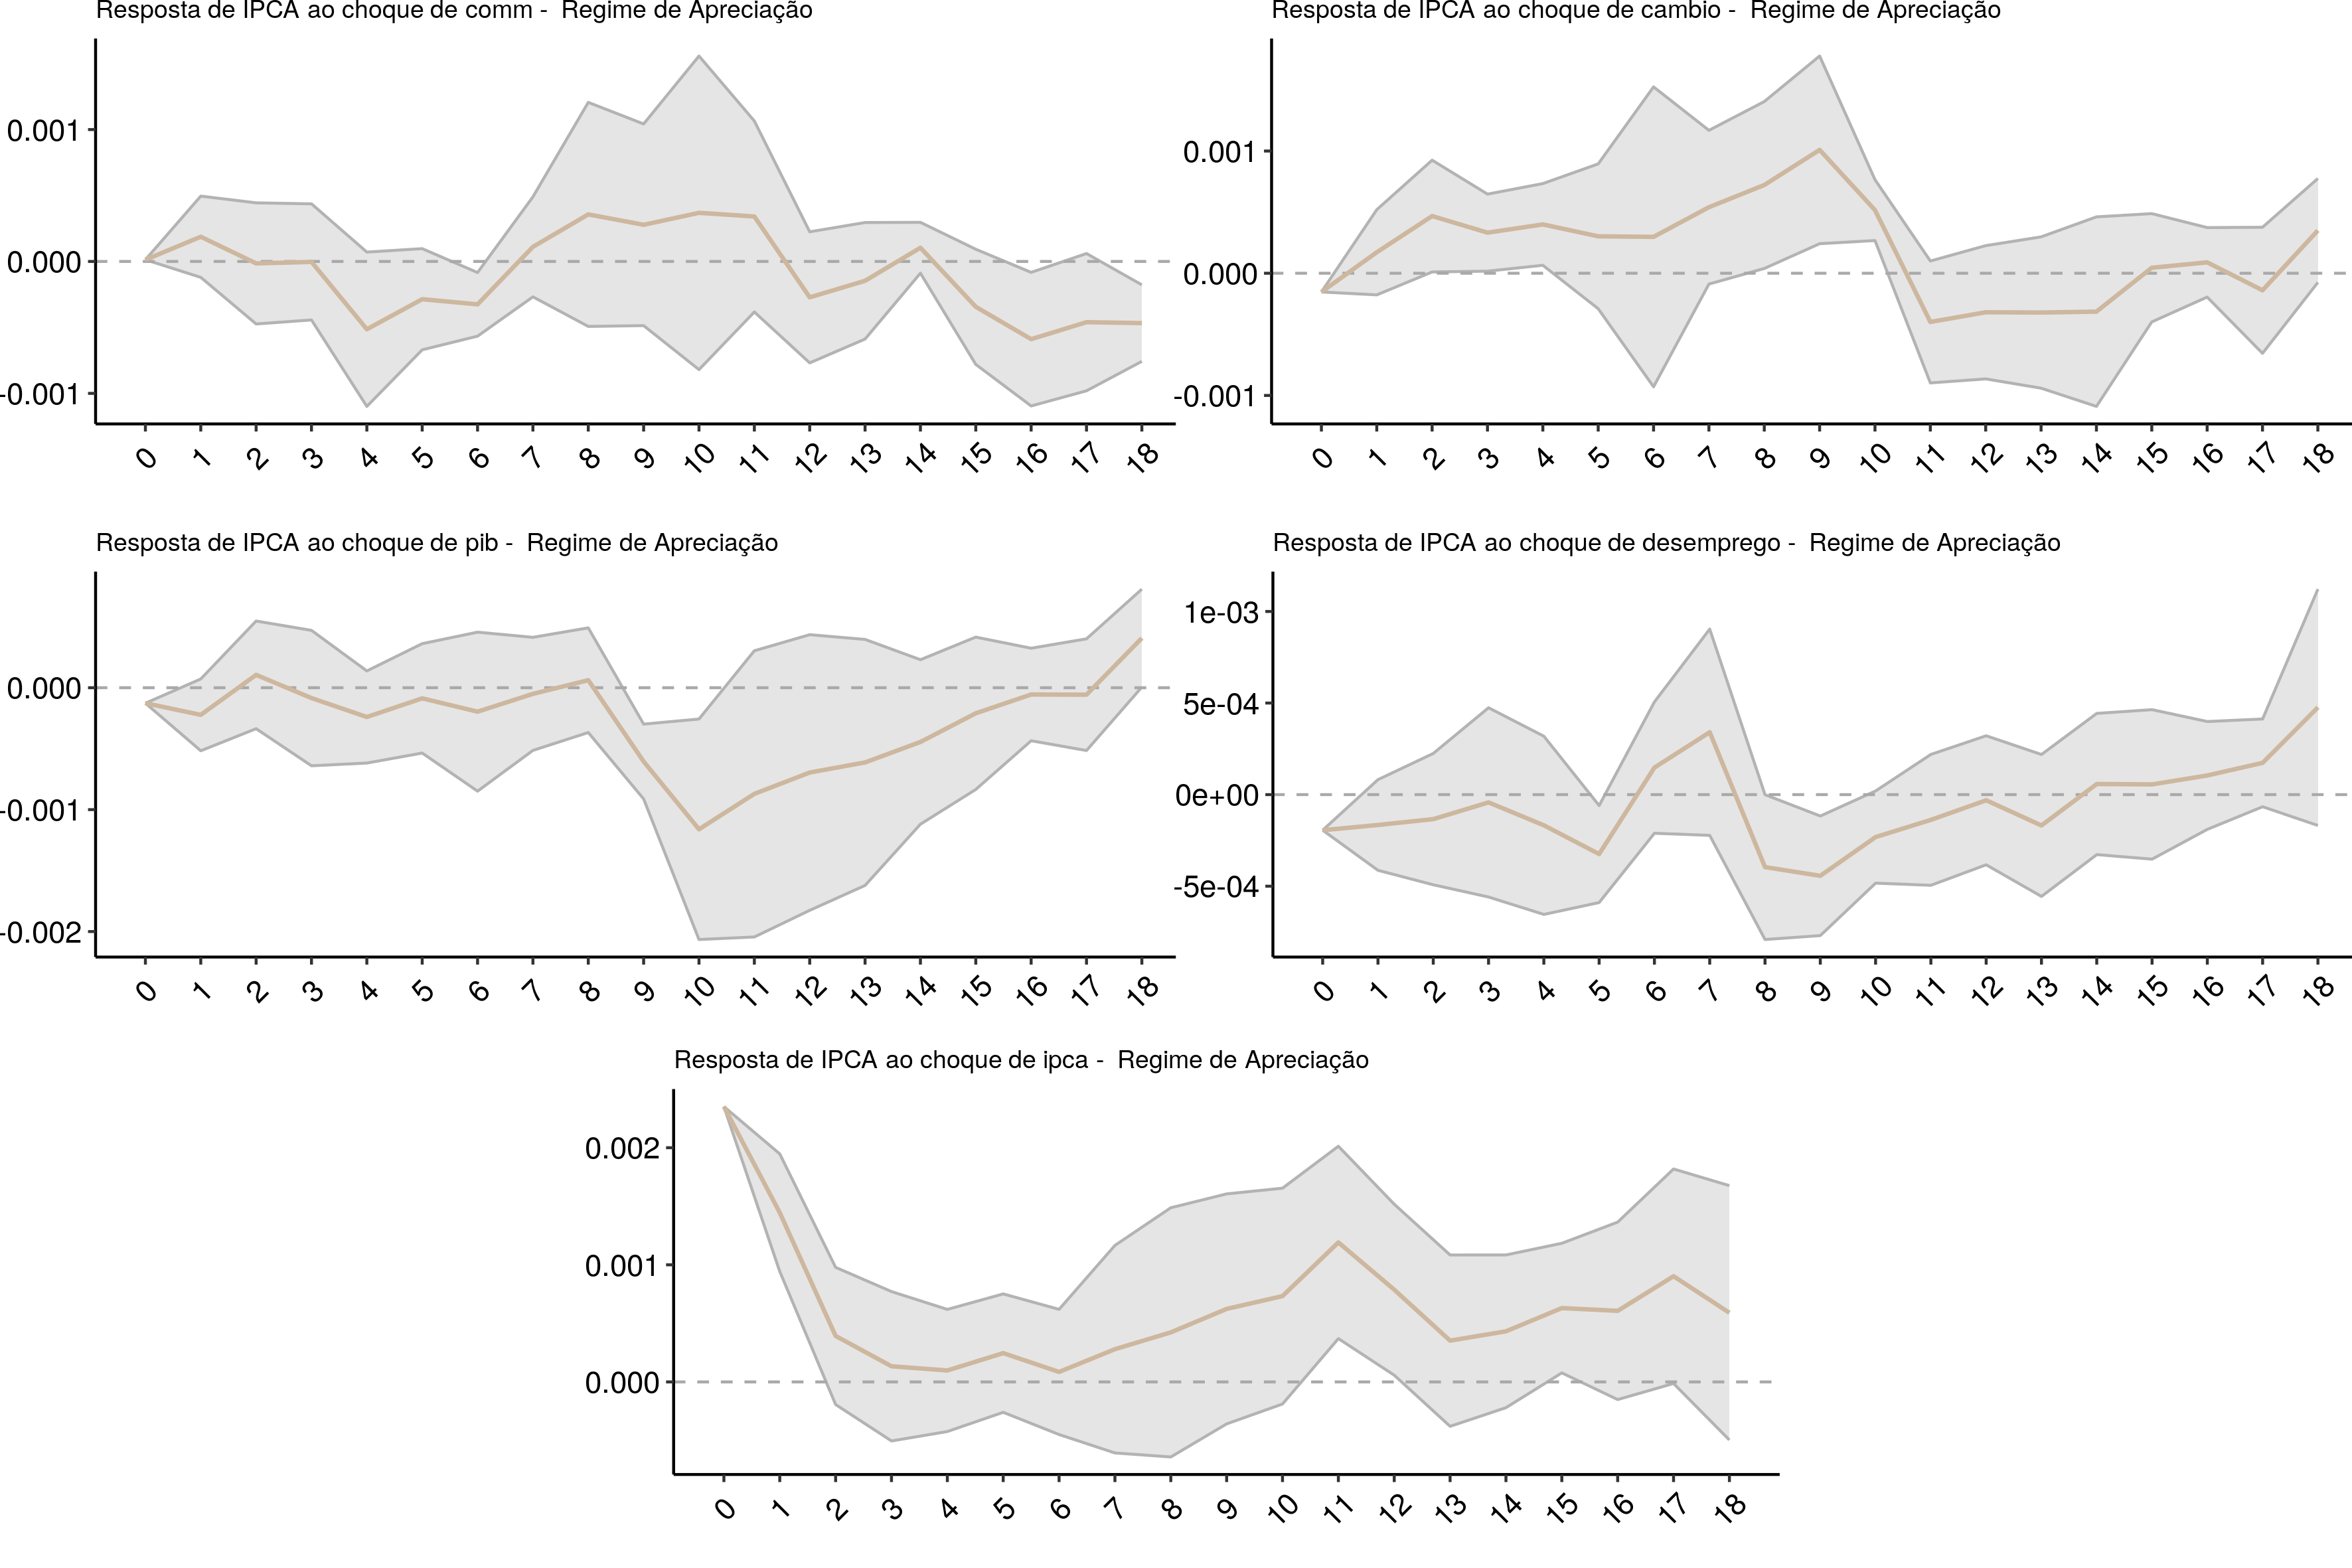 Resposta de IPCA ao choque de comm -  Regime de Apreciação
0.001
0.000
-0.001
0 1 2 3 4 5 6 7 8 9 10 11 12 13 14 15 16 17 18
Resposta de IPCA ao choque de cambio -  Regime de Apreciação
0.001
0.000
-0.001
0 1 2 3 4 5 6 7 8 9 10 11 12 13 14 15 16 17 18
Resposta de IPCA ao choque de pib -  Regime de Apreciação
0.000
-0.001
-0.002
0 1 2 3 4 5 6 7 8 9 10 11 12 13 14 15 16 17 18
Resposta de IPCA ao choque de desemprego -  Regime de Apreciação
1e-03
5e-04
0e+00
-5e-04
0 1 2 3 4 5 6 7 8 9 10 11 12 13 14 15 16 17 18
Resposta de IPCA ao choque de ipca -  Regime de Apreciação
0.002
0.001
0.000
0 1 2 3 4 5 6 7 8 9 10 11 12 13 14 15 16 17 18